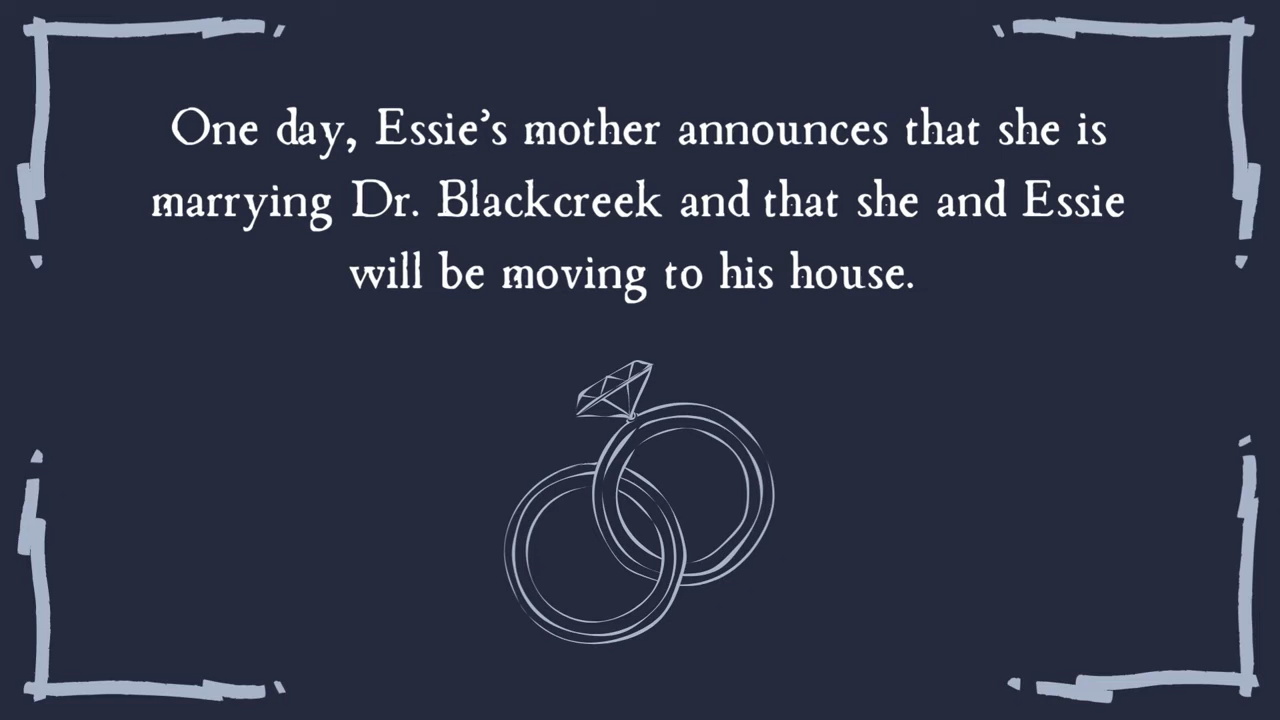 One day, Essie’s mother announces that she is
marrying Dr. Blackcreek and that she and Essie
will be moving to his house.